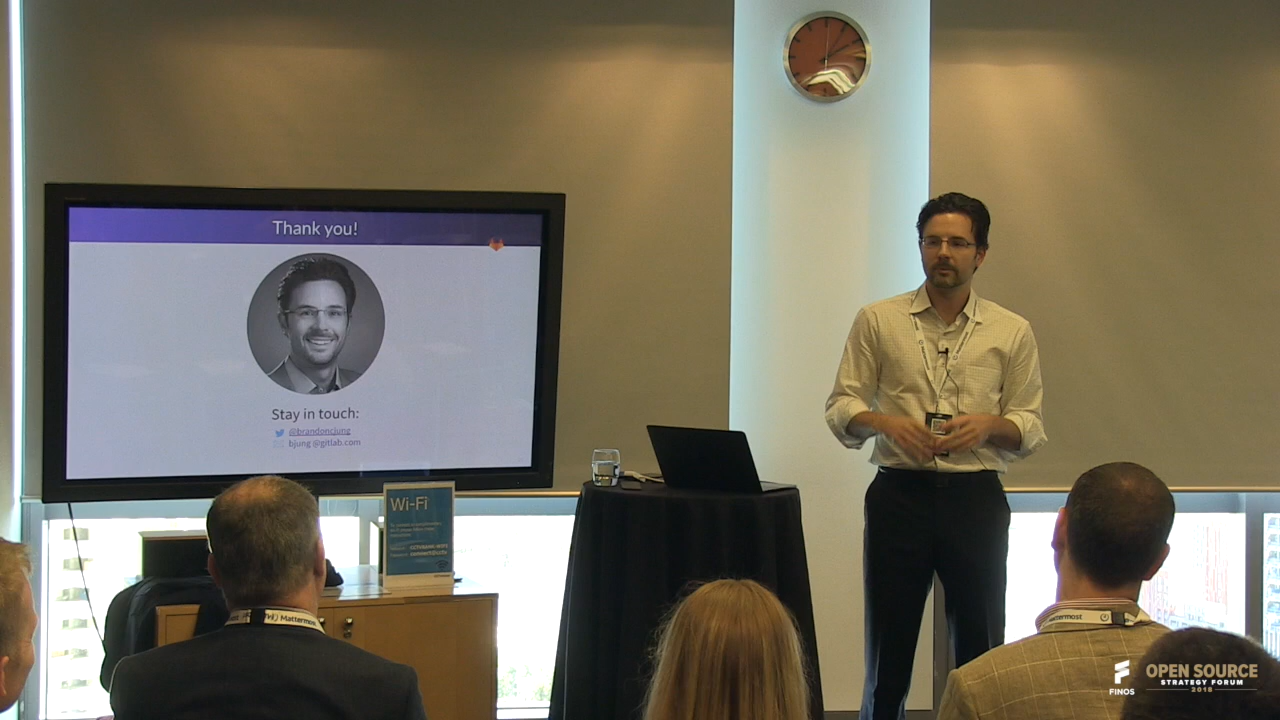 Thank you!
Stay in touch:
@brandoncjung
bjung @gitlab.com
Wi-Fi
Mattermost
Mattermost
FINOS
OPEN SOURCE
STRATEGY FORUM
2018